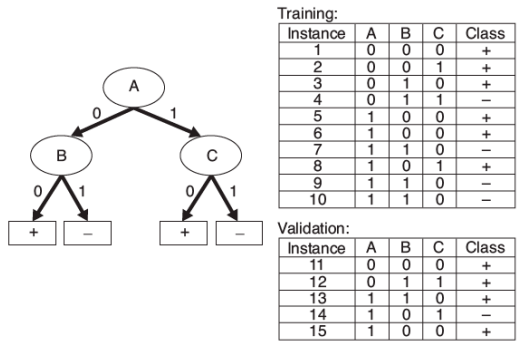 Training:
Instance A B C Class
1 0 0 0 +
2 0 0 1 +
3 0 1 0 +
4 0 1 1 –
5 1 0 0 +
6 1 0 0 +
7 1 1 0 –
8 1 0 1 +
9 1 1 0 –
10 1 1 0 –
Validation:
Instance A B C Class
11 0 0 0 +
12 0 1 1 +
13 1 1 0 +
14 1 0 1 –
15 1 0 0 +
A
0 1
B C
0 1 0 1
+ – + –